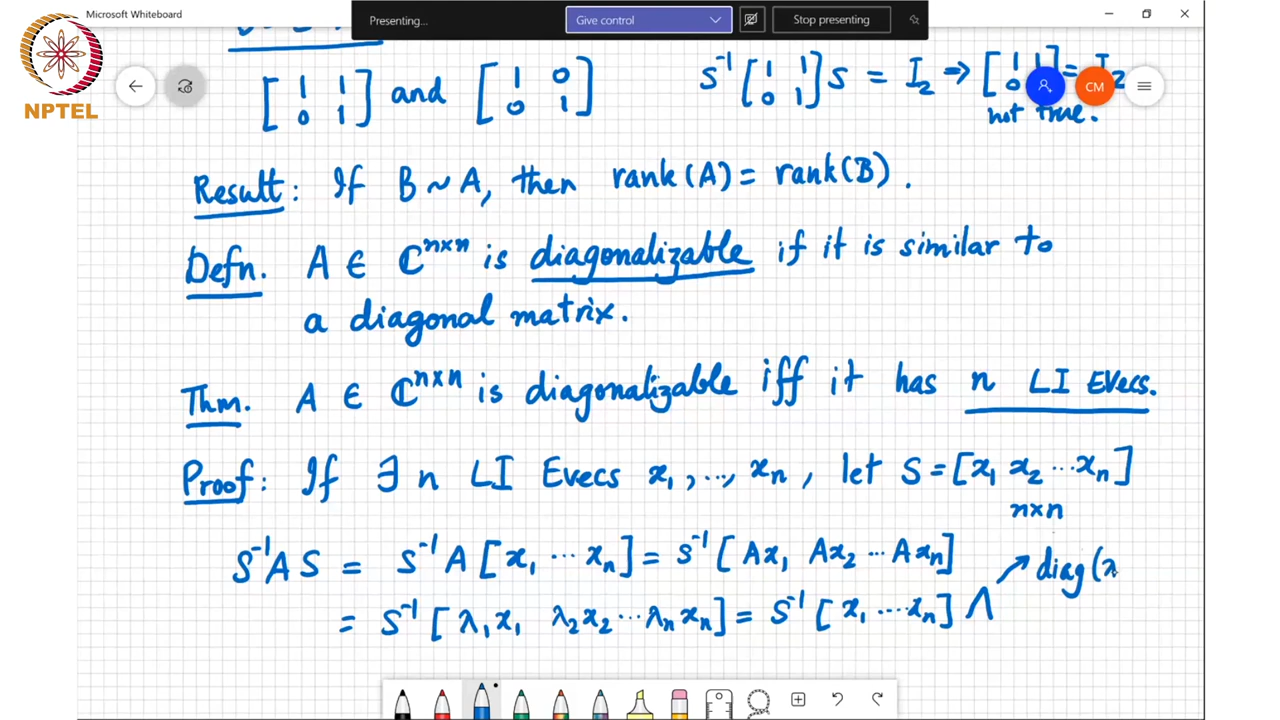 Microsoft Whiteboard
Presenting...
Give control
Stop presenting
NPTEL
CM
[1 1
0 1] and [1 0
0 1]
S⁻¹ [1 1
0 1] S = I₂ ⇒ [1 1
0 1] = I₂
not true.
Result: If B ~ A, then rank(A) = rank(B).
Defn. A ∈ ℂⁿˣⁿ is diagonalizable if it is similar to
a diagonal matrix.
Thm. A ∈ ℂⁿˣⁿ is diagonalizable iff it has n LI Evecs.
Proof: If ∃ n LI Evecs x₁, ..., xₙ, let S = [x₁ x₂ ... xₙ]
n×n
S⁻¹AS = S⁻¹A[x₁ ... xₙ] = S⁻¹[Ax₁ Ax₂ ... Axₙ]
= S⁻¹[λ₁x₁ λ₂x₂ ... λₙxₙ] = S⁻¹[x₁ ... xₙ] Λ → diag(λ